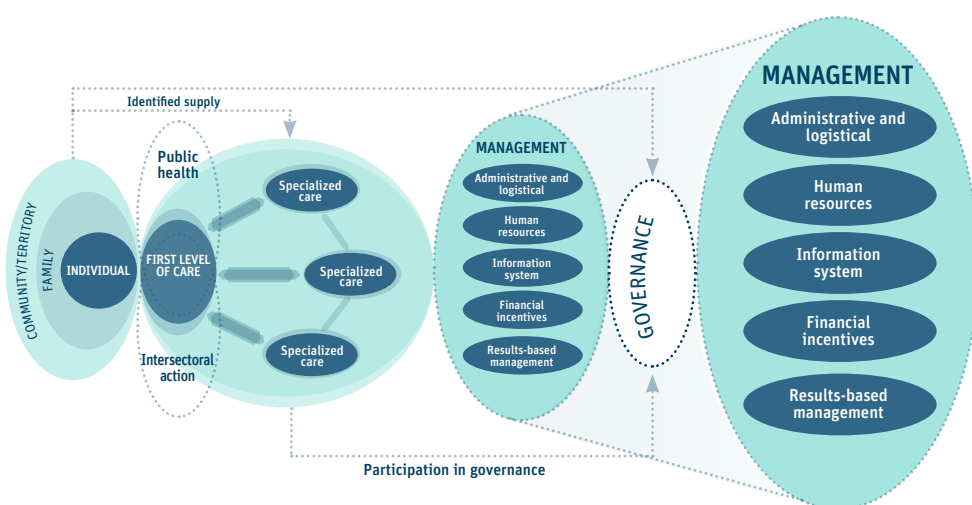 Identified supply
Public
health
COMMUNITY/TERRITORY
FAMILY
INDIVIDUAL
FIRST LEVEL
OF CARE
Intersectoral
action
Specialized
care
Specialized
care
Specialized
care
MANAGEMENT
Administrative and
logistical
Human
resources
Information
system
Financial
incentives
Results-based
management
GOVERNANCE
Participation in governance
MANAGEMENT
Administrative and
logistical
Human
resources
Information
system
Financial
incentives
Results-based
management